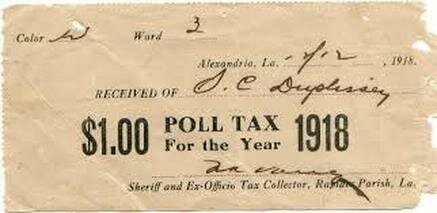 Color W Ward 3
Alexandria, La. 1918.
RECEIVED OF S. C. Duplissey
$1.00 POLL TAX For the Year 1918
Sheriff and Ex-Officio Tax Collector, Rapides Parish, La.